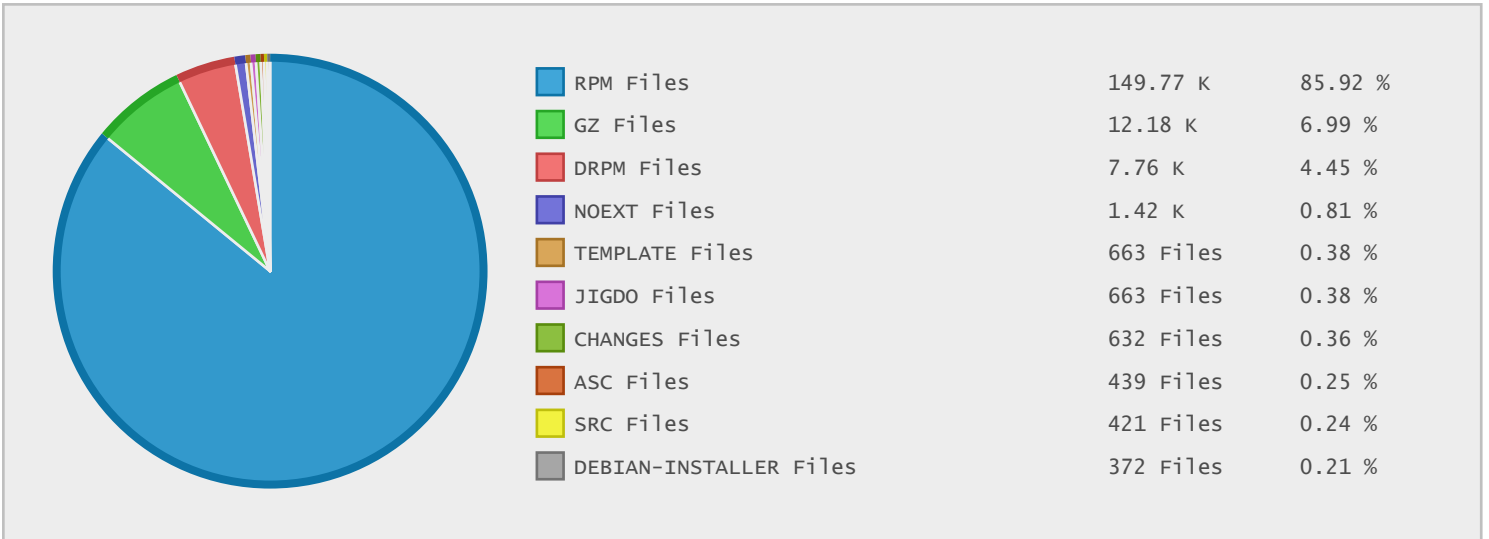 RPM Files 149.77 K 85.92 %
GZ Files 12.18 K 6.99 %
DRPM Files 7.76 K 4.45 %
NOEXT Files 1.42 K 0.81 %
TEMPLATE Files 663 Files 0.38 %
JIGDO Files 663 Files 0.38 %
CHANGES Files 632 Files 0.36 %
ASC Files 439 Files 0.25 %
SRC Files 421 Files 0.24 %
DEBIAN-INSTALLER Files 372 Files 0.21 %